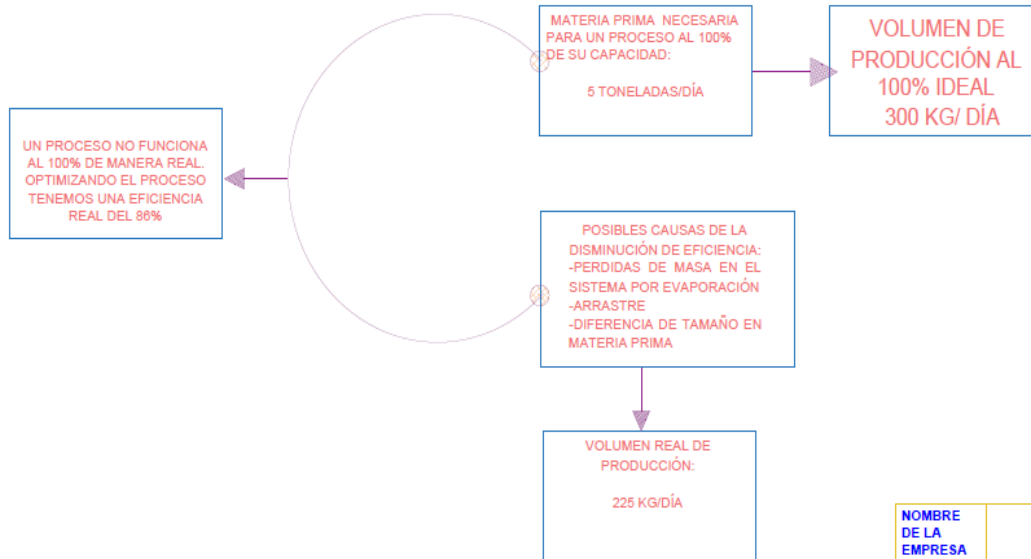 MATERIA PRIMA NECESARIA
PARA UN PROCESO AL 100%
DE SU CAPACIDAD:
5 TONELADAS/DÍA
VOLUMEN DE
PRODUCCIÓN AL
100% IDEAL
300 KG/ DÍA
UN PROCESO NO FUNCIONA
AL 100% DE MANERA REAL.
OPTIMIZANDO EL PROCESO
TENEMOS UNA EFICIENCIA
REAL DEL 86%
POSIBLES CAUSAS DE LA
DISMINUCIÓN DE EFICIENCIA:
-PERDIDAS DE MASA EN EL
SISTEMA POR EVAPORACIÓN
-ARRASTRE
-DIFERENCIA DE TAMAÑO EN
MATERIA PRIMA
VOLUMEN REAL DE
PRODUCCIÓN:
225 KG/DÍA
NOMBRE
DE LA
EMPRESA